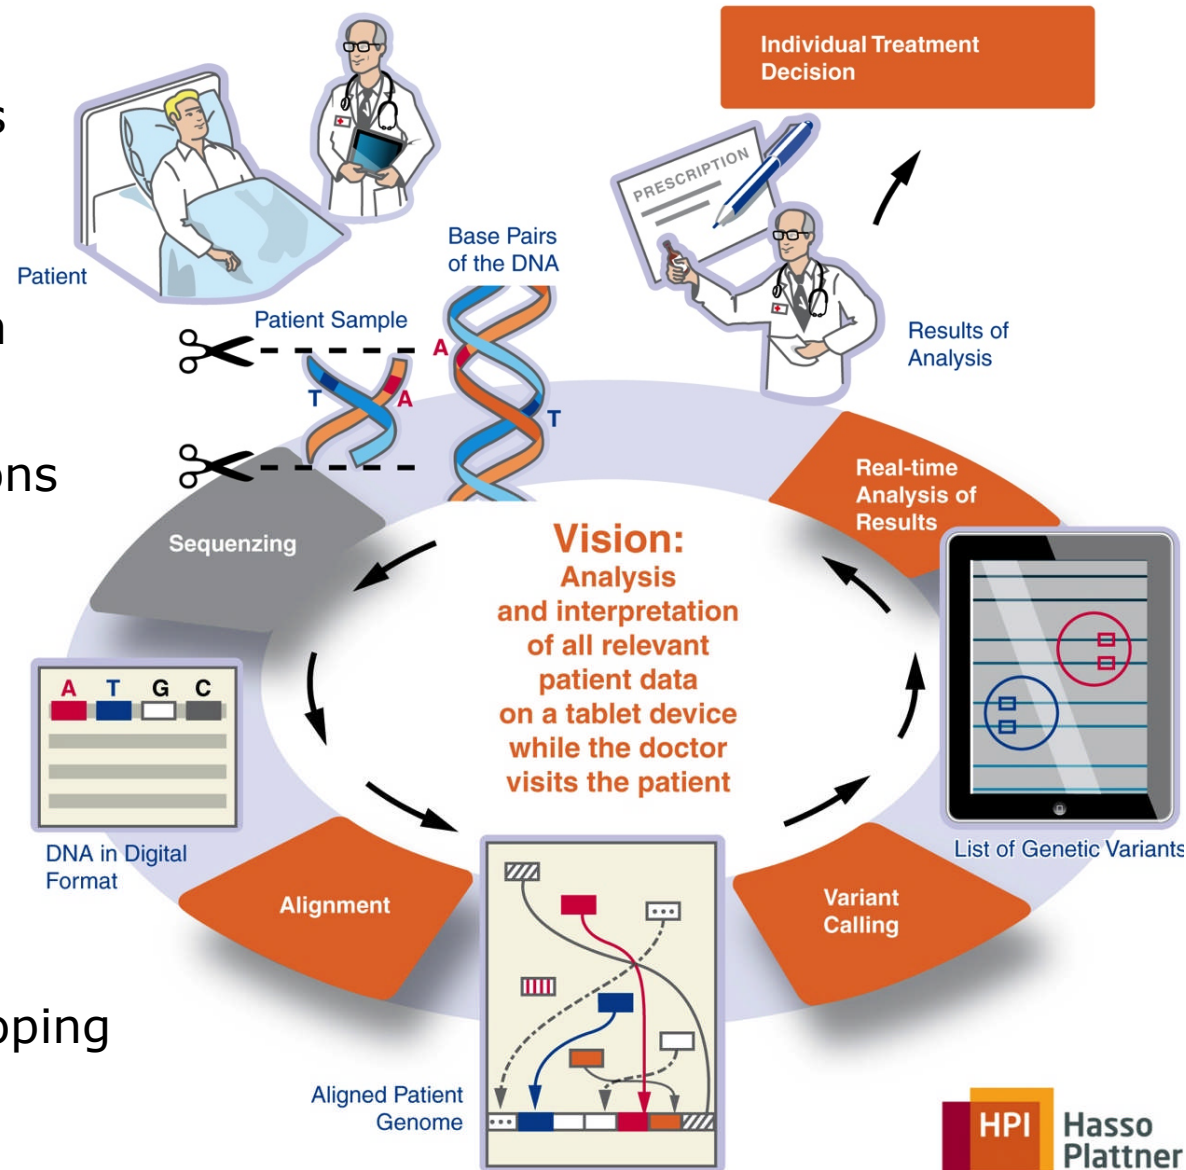 Individual Treatment
Decision
PRESCRIPTION
Patient
Base Pairs
of the DNA
Patient Sample
A
T
A
T
Results of
Analysis
Real-time
Analysis of
Results
ons
Sequenzing
Vision:
Analysis
and interpretation
of all relevant
patient data
on a tablet device
while the doctor
visits the patient
A T G C
DNA in Digital
Format
List of Genetic Variants
Alignment
Variant
Calling
oping
Aligned Patient
Genome
HPI
Hasso
Plattner